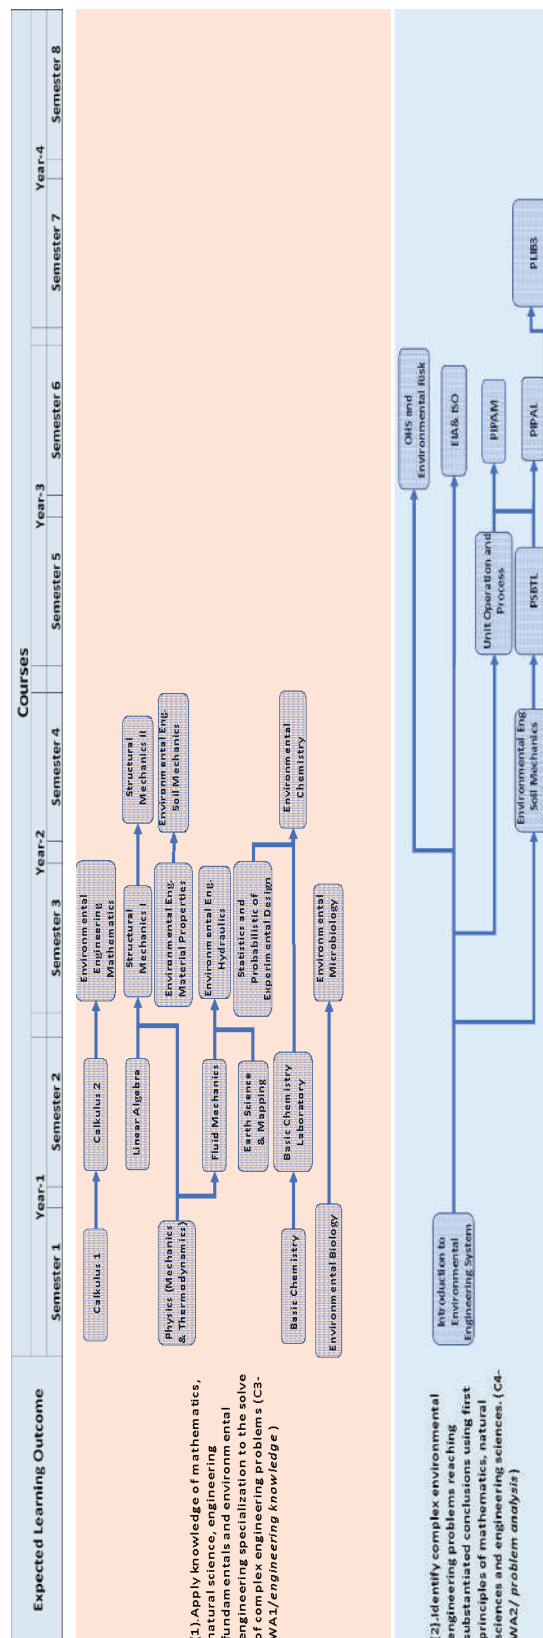 Expected Learning Outcome
Courses
Year-1
Year-2
Year-3
Year-4
Semester 1
Semester 2
Semester 3
Semester 4
Semester 5
Semester 6
Semester 7
Semester 8
(1).Apply knowledge of mathematics,
natural science, engineering
fundamentals and environmental
engineering specialization to the solve
of complex engineering problems (C3-
WA1/engineering knowledge )
Calkulus 1
Calkulus 2
Environmental
Engineering
Mathematics
Linear Algebra
Structural
Mechanics I
Structural
Mechanics II
Physics (Mechanics
& Thermodynamics)
Environmental Eng.
Material Properties
Environmental Eng.
Soil Mechanics
Fluid Mechanics
Environmental Eng.
Hydraulics
Earth Science
& Mapping
Statistics and
Probabilistic of
Experimental Design
Basic Chemistry
Basic Chemistry
Laboratory
Environmental
Chemistry
Environmental Biology
Environmental
Microbiology
(2).Identify complex environmental
engineering problems reaching
substantiated conclusions using first
principles of mathematics, natural
sciences and engineering sciences. (C4-
WA2/ problem analysis)
Introduction to
Environmental
Engineering System
OHS and
Environmental Risk
EIA& ISO
Unit Operation and
Process
PIPAM
Environmental Eng.
Soil Mechanics
PSBTL
PIPAL
PLIB3